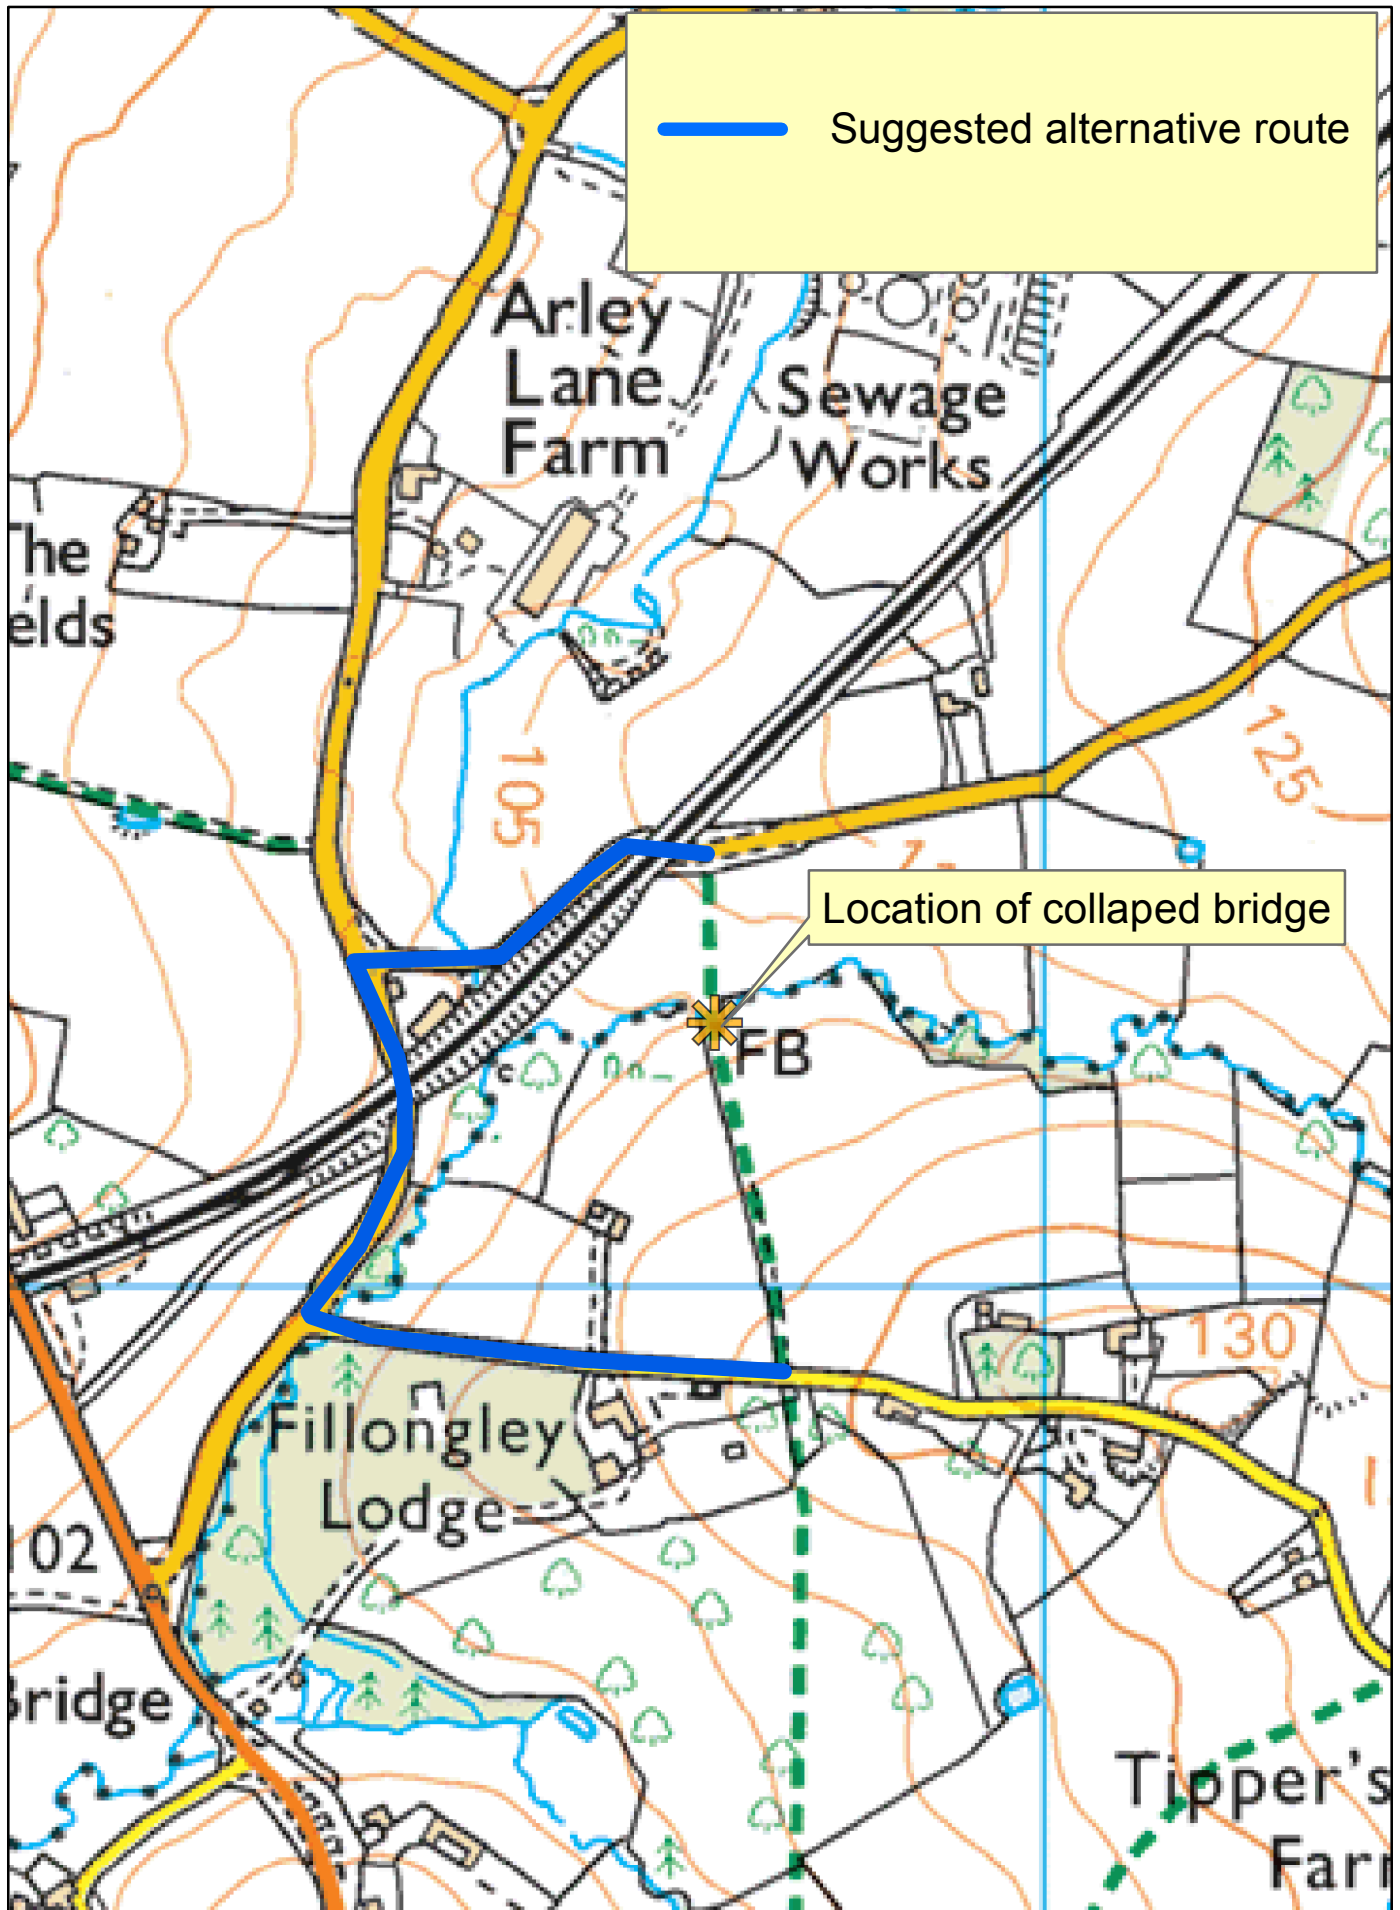 Suggested alternative route
Arley
Lane
Farm
Sewage
Works
The
elds
105
125
Location of collaped bridge
FB
130
Fillongley
Lodge
102
Bridge
Tipper's
Farr